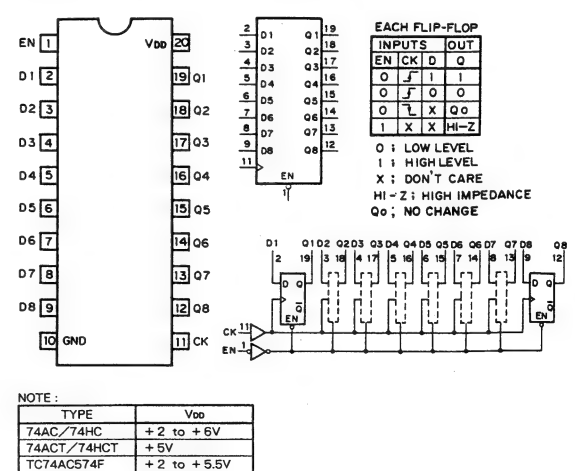 EN 1 VDD 20
D1 2 19 Q1
D2 3 18 Q2
D3 4 17 Q3
D4 5 16 Q4
D5 6 15 Q5
D6 7 14 Q6
D7 8 13 Q7
D8 9 12 Q8
10 GND 11 CK
2 D1 Q1 19
3 D2 Q2 18
4 D3 Q3 17
5 D4 Q4 16
6 D5 Q5 15
7 D6 Q6 14
8 D7 Q7 13
9 D8 Q8 12
11
EN
1
EACH FLIP-FLOP
INPUTS OUT
EN CK D Q
0 1 1
0 0 0
0 X Qo
1 X X HI-Z
0 ; LOW LEVEL
1 ; HIGH LEVEL
X ; DON'T CARE
HI-Z ; HIGH IMPEDANCE
Qo ; NO CHANGE
D1 Q1 D2 Q2 D3 Q3 D4 Q4 D5 Q5 D6 Q6 D7 Q7 D8 Q8
2 19 3 18 4 17 5 16 6 15 7 14 8 13 9 12
D Q D Q
Q Q
EN EN
CK 11
EN 1
NOTE :
TYPE VDD
74AC/74HC +2 to +6V
74ACT/74HCT +5V
TC74AC574F +2 to +5.5V